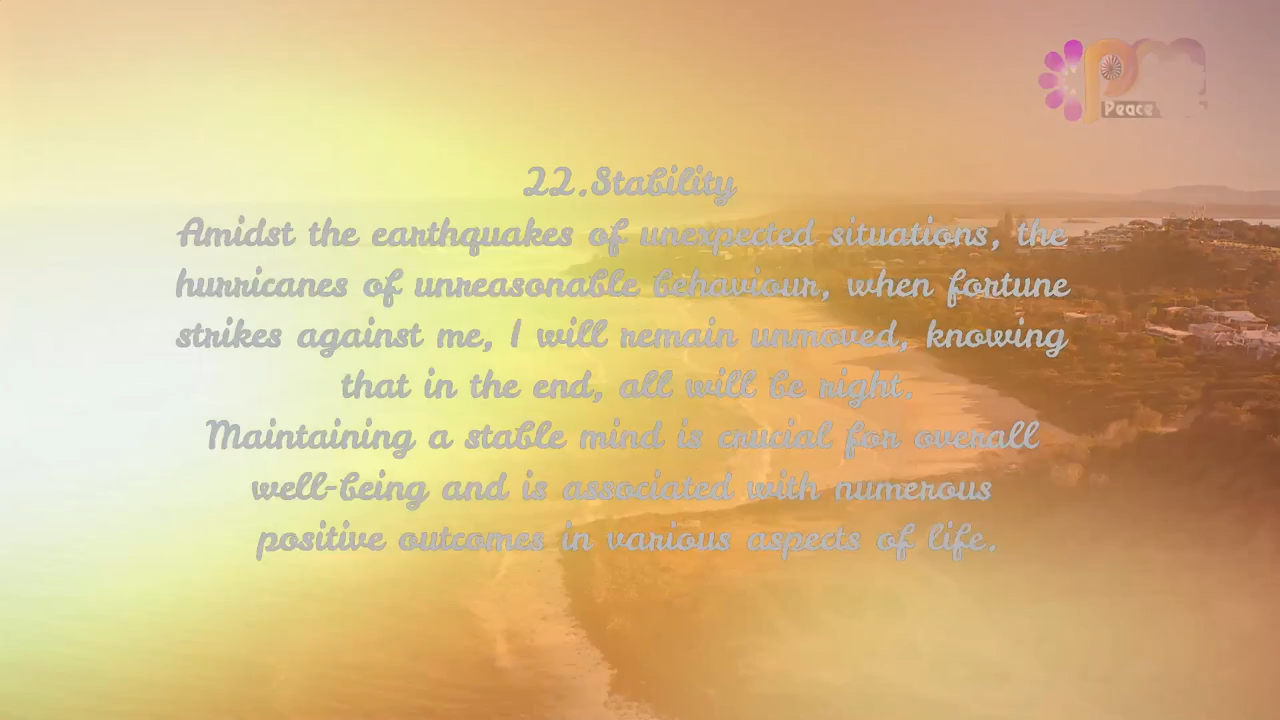 Peace
22.Stability
Amidst the earthquakes of unexpected situations, the
hurricanes of unreasonable behaviour, when fortune
strikes against me, I will remain unmoved, knowing
that in the end, all will be right.
Maintaining a stable mind is crucial for overall
well-being and is associated with numerous
positive outcomes in various aspects of life.